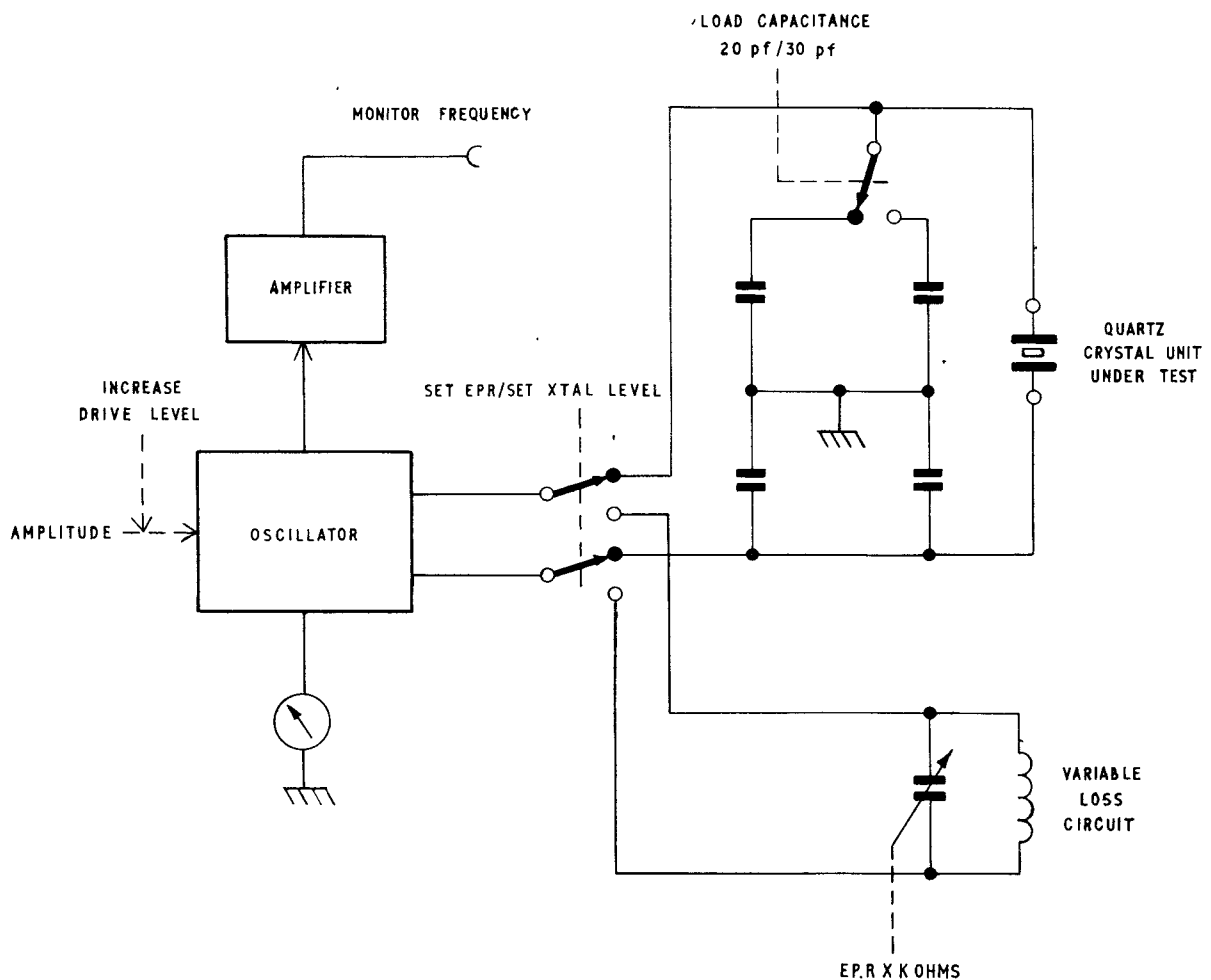 LOAD CAPACITANCE
20 pf/30 pf
MONITOR FREQUENCY
AMPLIFIER
QUARTZ
CRYSTAL UNIT
UNDER TEST
INCREASE
DRIVE LEVEL
SET EPR/SET XTAL LEVEL
AMPLITUDE
OSCILLATOR
VARIABLE
LOSS
CIRCUIT
EP.R X K OHMS